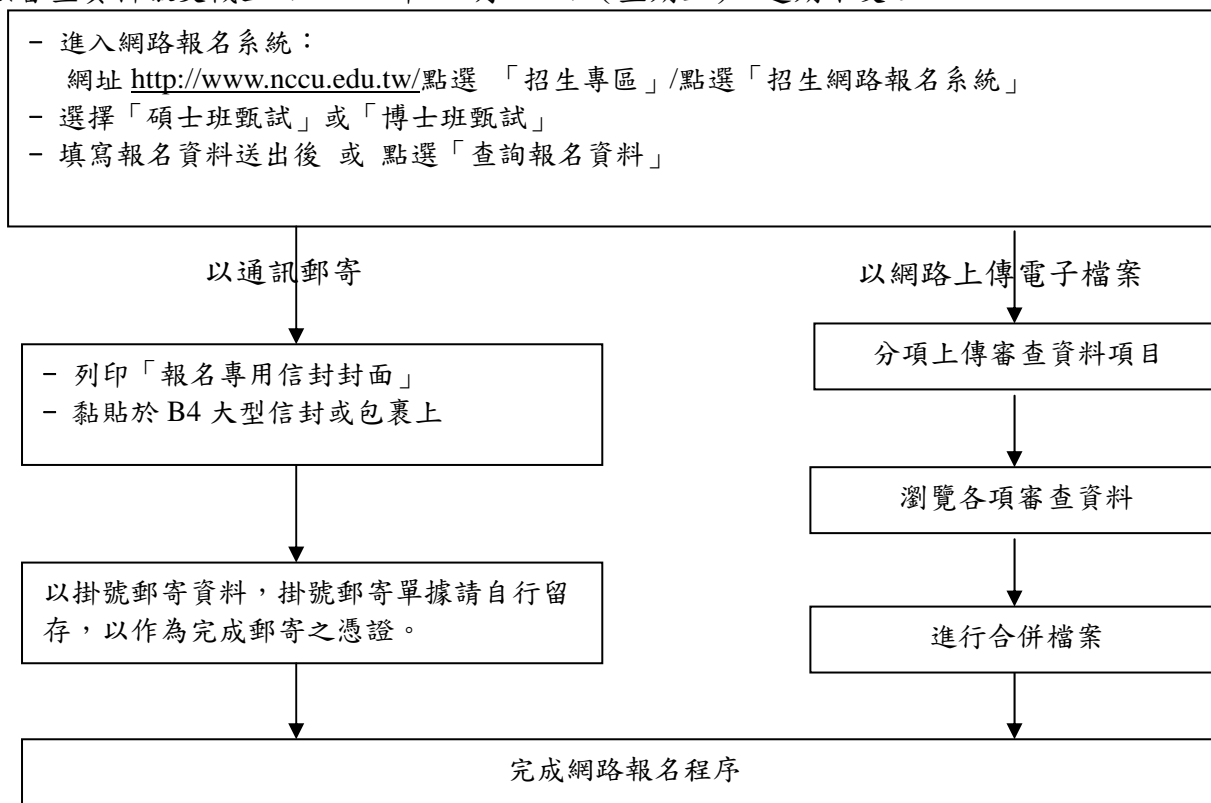 - 進入網路報名系統：
網址 http://www.nccu.edu.tw/點選 「招生專區」/點選「招生網路報名系統」
- 選擇「碩士班甄試」或「博士班甄試」
- 填寫報名資料送出後 或 點選「查詢報名資料」
以通訊郵寄
以網路上傳電子檔案
- 列印「報名專用信封封面」
- 黏貼於 B4 大型信封或包裹上
分項上傳審查資料項目
瀏覽各項審查資料
以掛號郵寄資料，掛號郵寄單據請自行留
存，以作為完成郵寄之憑證。
進行合併檔案
完成網路報名程序